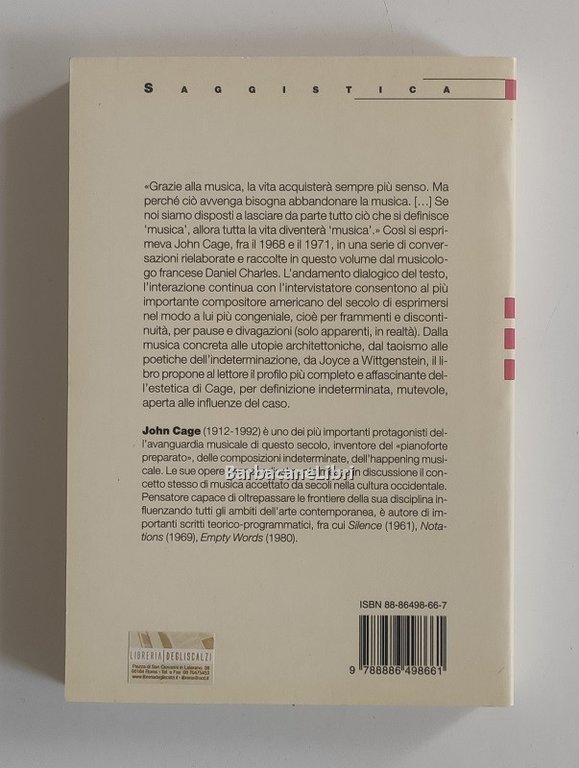 SAGGISTICA
«Grazie alla musica, la vita acquisterà sempre più senso. Ma
perché ciò avvenga bisogna abbandonare la musica. [...] Se
noi siamo disposti a lasciare da parte tutto ciò che si definisce
'musica', allora tutta la vita diventerà 'musica'.» Così si espri-
meva John Cage, fra il 1968 e il 1971, in una serie di conver-
sazioni rielaborate e raccolte in questo volume dal musicolo-
go francese Daniel Charles. L'andamento dialogico del testo,
l'interazione continua con l'intervistatore consentono al più
importante compositore americano del secolo di esprimersi
nel modo a lui più congeniale, cioè per frammenti e disconti-
nuità, per pause e divagazioni (solo apparenti, in realtà). Dalla
musica concreta alle utopie architettoniche, dal taoismo alle
poetiche dell'indeterminazione, da Joyce a Wittgenstein, il li-
bro propone al lettore il profilo più completo e affascinante del-
l'estetica di Cage, per definizione indeterminata, mutevole,
aperta alle influenze del caso.
John Cage (1912-1992) è uno dei più importanti protagonisti del-
l'avanguardia musicale di questo secolo, inventore del «pianoforte
preparato», delle composizioni indeterminate, dell'happening musi-
cale. Le sue opere in discussione il con-
BarbacaneLibri
cetto stesso di musica accettato da secoli nella cultura occidentale.
Pensatore capace di oltrepassare le frontiere della sua disciplina in-
fluenzando tutti gli ambiti dell'arte contemporanea, è autore di im-
portanti scritti teorico-programmatici, fra cui Silence (1961), Nota-
tions (1969), Empty Words (1980).
ISBN 88-86498-66-7
9 788886 498661
LIBRERIA DEGLISCALZI